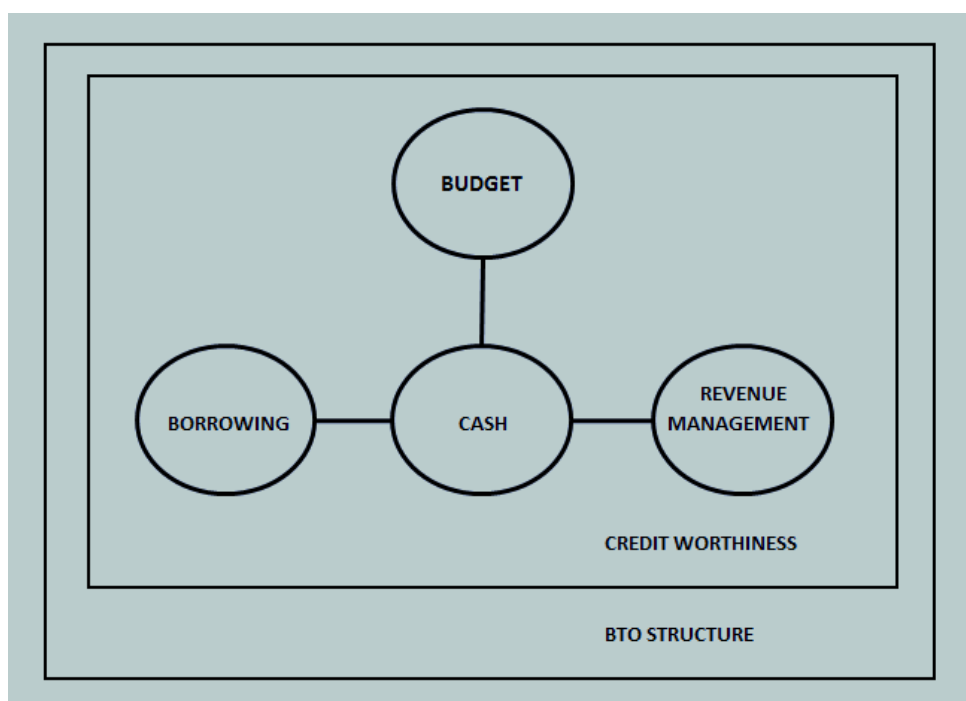 BUDGET
BORROWING
CASH
REVENUE
MANAGEMENT
CREDIT WORTHINESS
BTO STRUCTURE